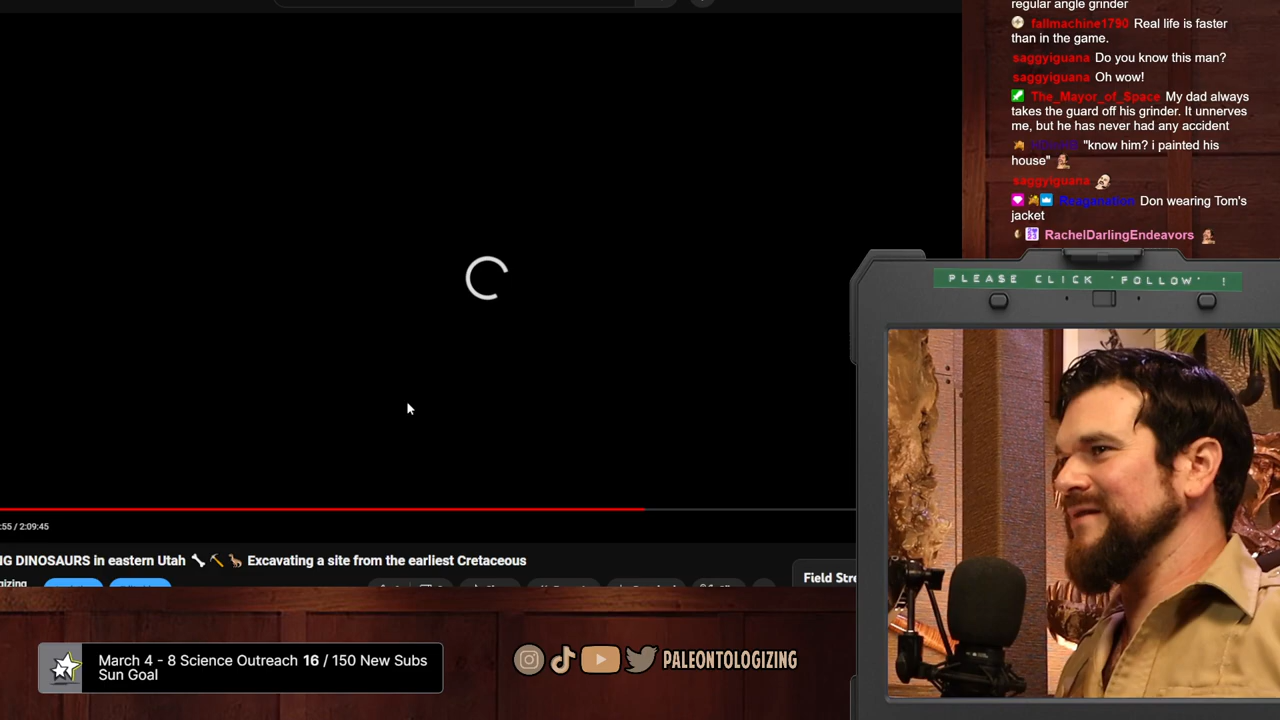 regular angle grinder
fallmachine1790 Real life is faster
than in the game.
saggyiguana Do you know this man?
saggyiguana Oh wow!
The_Mayor_of_Space My dad always
takes the guard off his grinder. It unnerves
me, but he has never had any accident
"know him? i painted his
house"
saggyiguana
Reaganation Don wearing Tom's
jacket
RachelDarlingEndeavors
PLEASE CLICK 'FOLLOW' !
:55 / 2:09:45
NG DINOSAURS in eastern Utah 🦴 ⛏️ 🦕 Excavating a site from the earliest Cretaceous
gizing
Field Stre
March 4 - 8 Science Outreach 16 / 150 New Subs
Sun Goal
PALEONTOLOGIZING